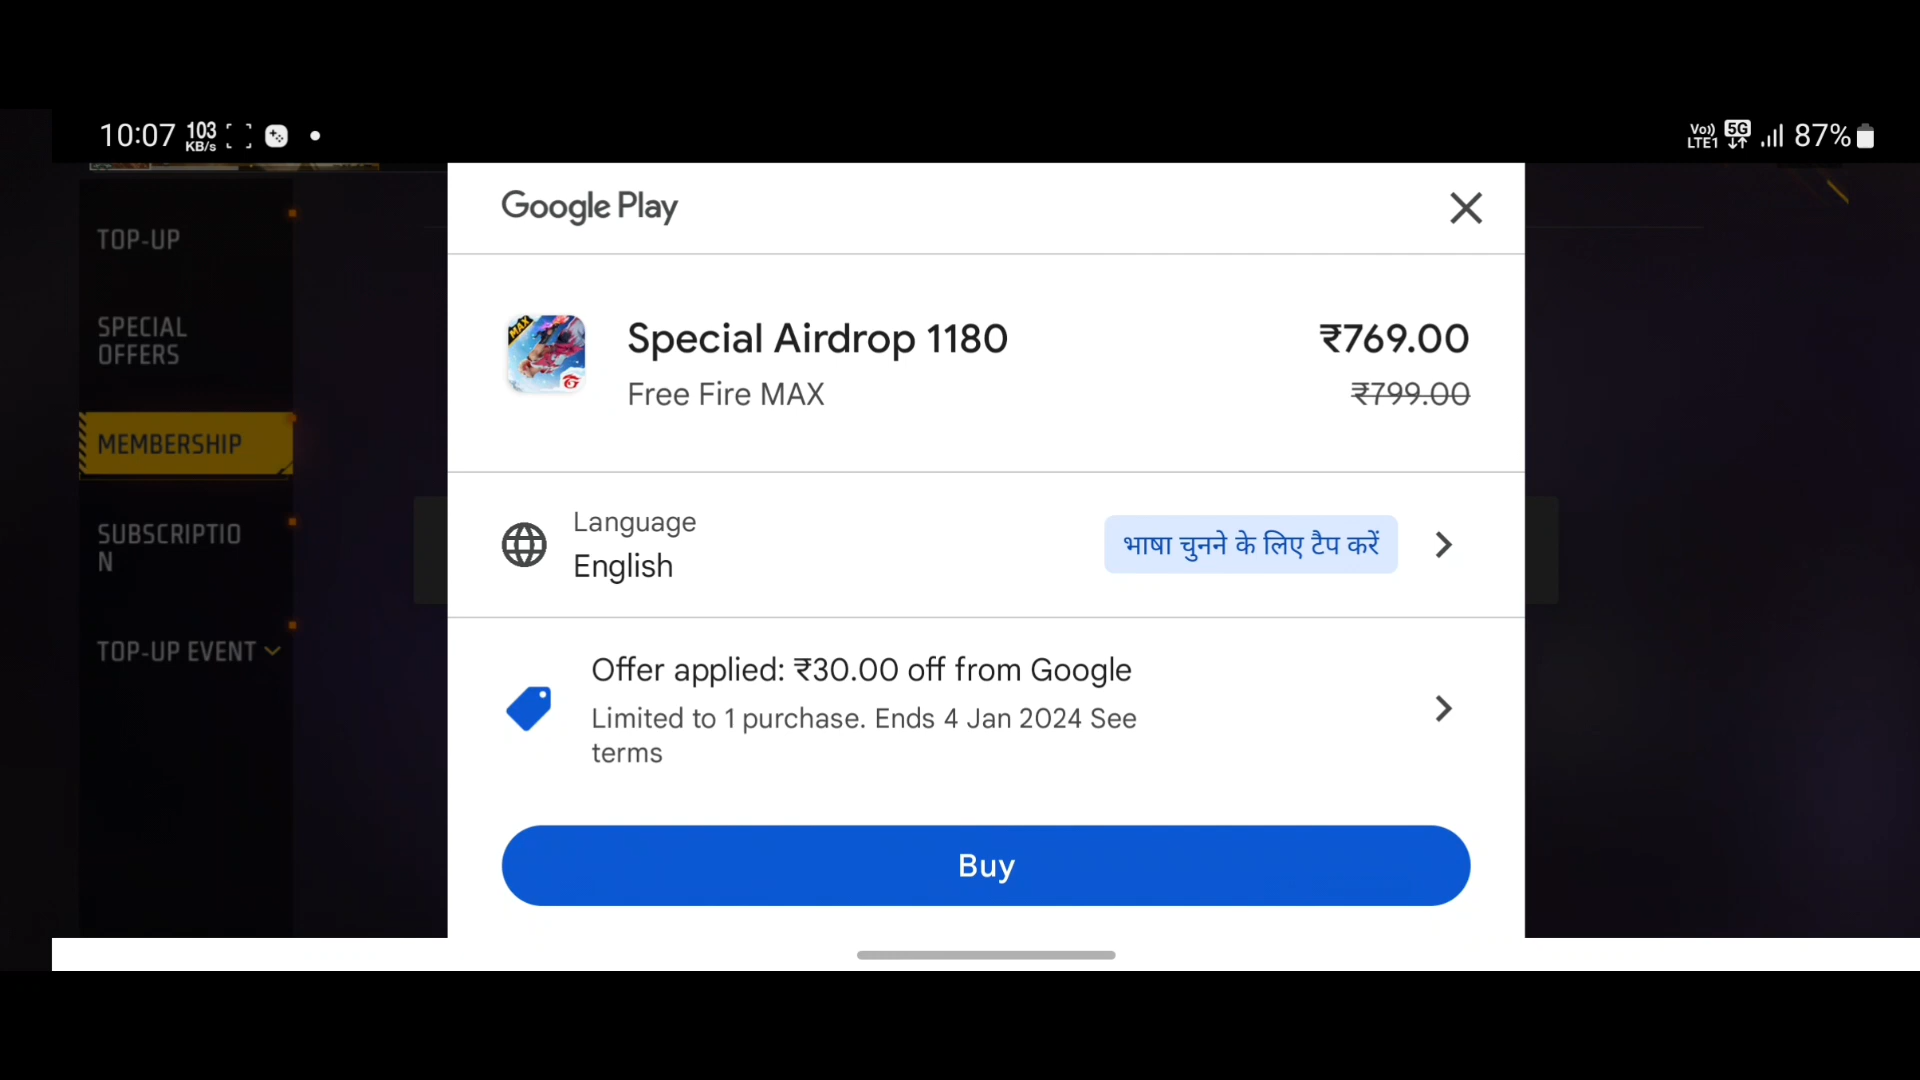 10:07 103 KB/s
Vo)) LTE1 5G 87%
TOP-UP
SPECIAL
OFFERS
MEMBERSHIP
SUBSCRIPTIO
N
TOP-UP EVENT
Google Play
MAX
Special Airdrop 1180 ₹769.00
Free Fire MAX ₹799.00
Language
English
भाषा चुनने के लिए टैप करें
Offer applied: ₹30.00 off from Google
Limited to 1 purchase. Ends 4 Jan 2024 See
terms
Buy